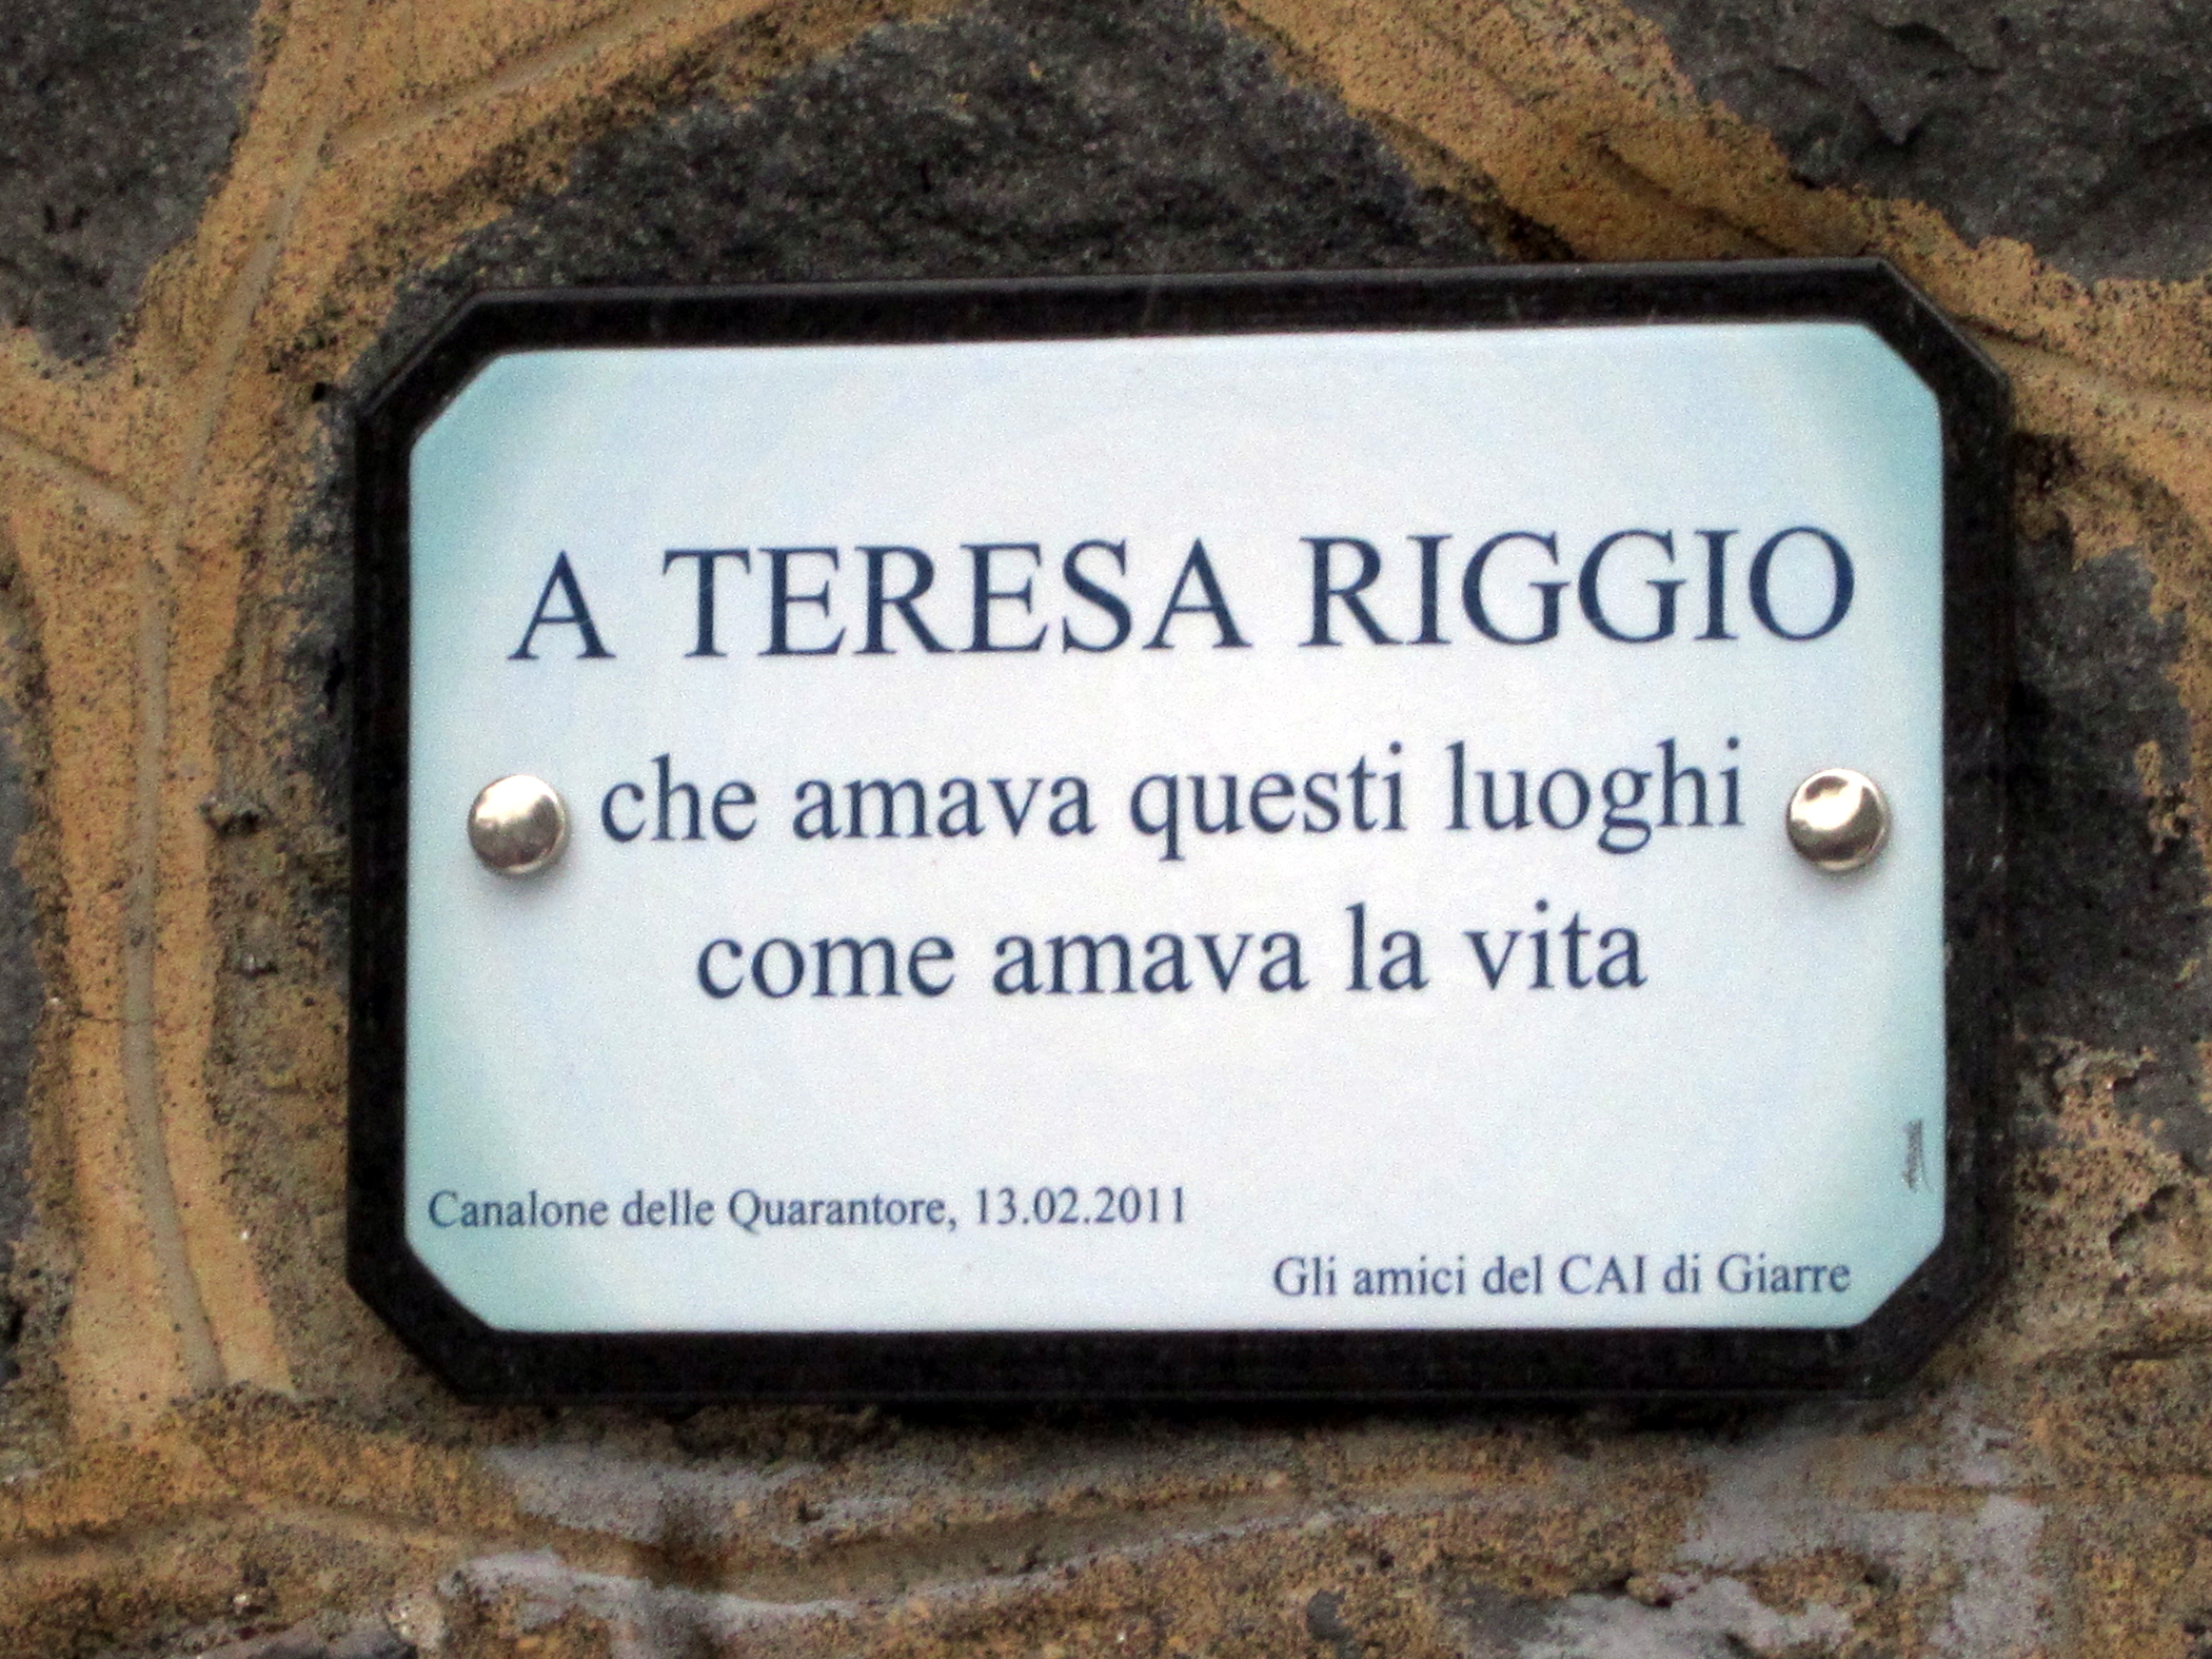 A TERESA RIGGIO
che amava questi luoghi
come amava la vita
Canalone delle Quarantore, 13.02.2011
Gli amici del CAI di Giarre